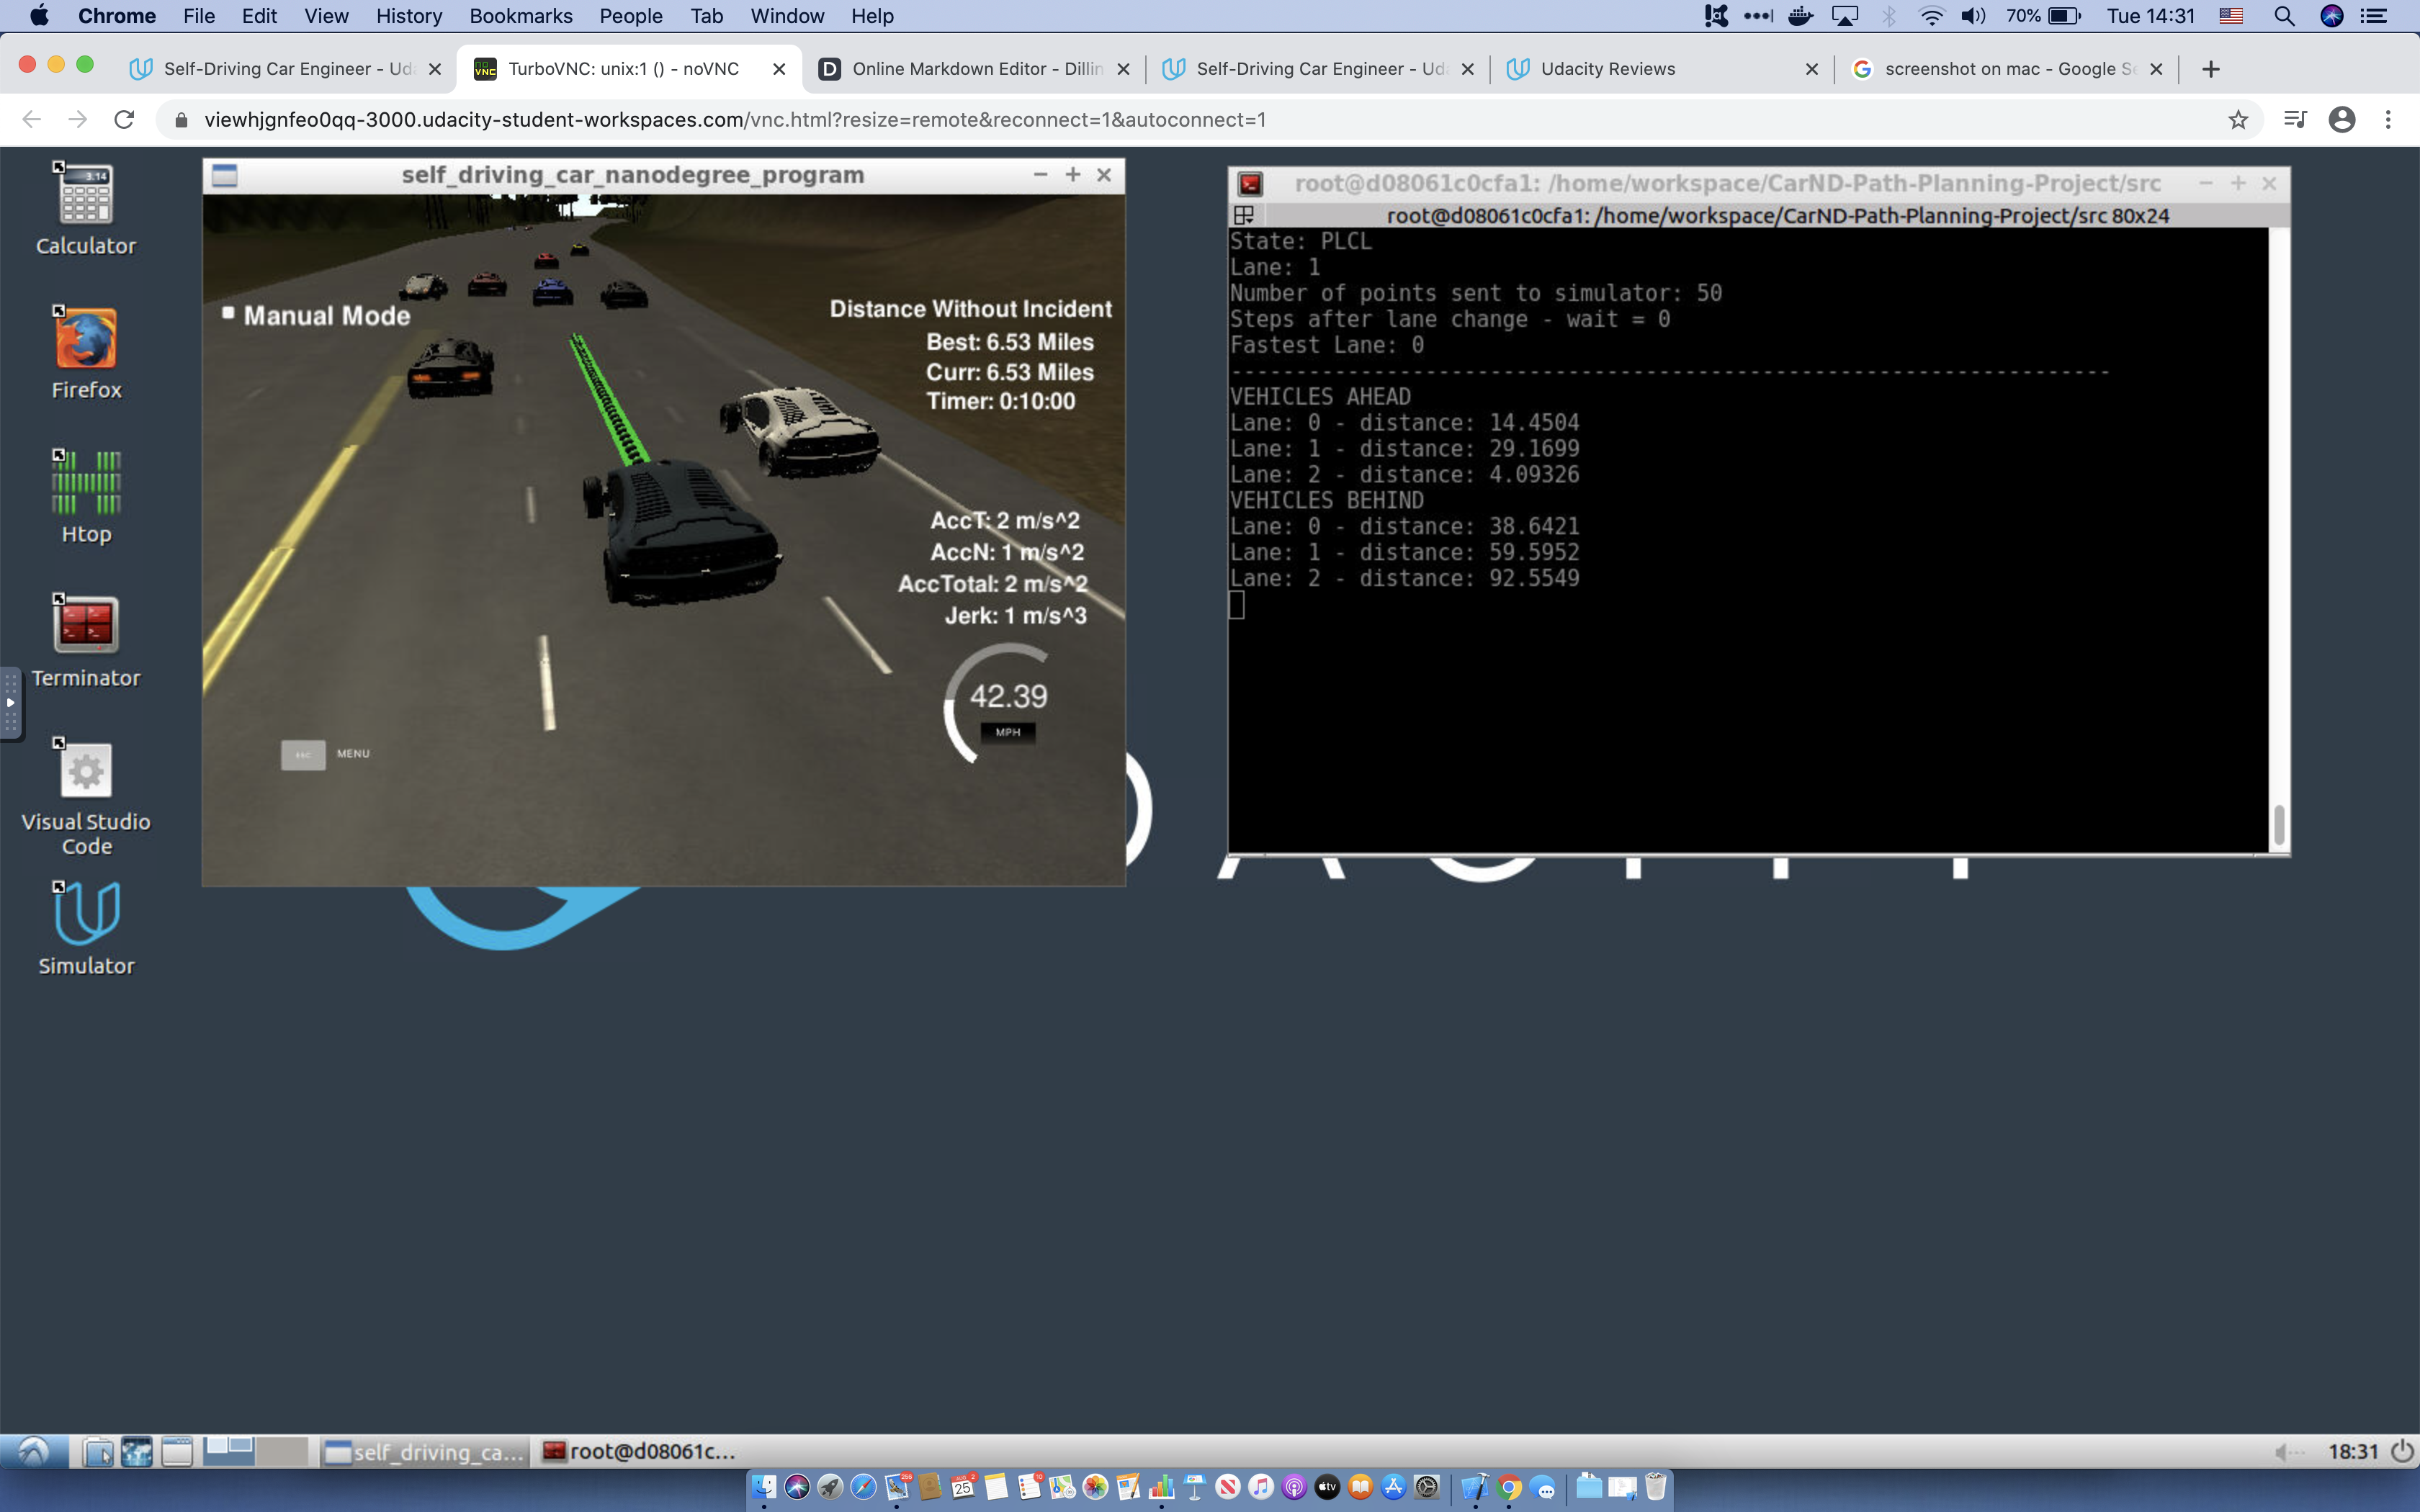 Chrome File Edit View History Bookmarks People Tab Window Help 70% Tue 14:31
Self-Driving Car Engineer - Uda TurboVNC: unix:1 () - noVNC Online Markdown Editor - Dillin Self-Driving Car Engineer - Uda Udacity Reviews screenshot on mac - Google Se
viewhjgnfeo0qq-3000.udacity-student-workspaces.com/vnc.html?resize=remote&reconnect=1&autoconnect=1
3.14
Calculator
Firefox
Htop
Terminator
Visual Studio
Code
Simulator
self_driving_car_nanodegree_program
Manual Mode
Distance Without Incident
Best: 6.53 Miles
Curr: 6.53 Miles
Timer: 0:10:00
AccT: 2 m/s^2
AccN: 1 m/s^2
AccTotal: 2 m/s^2
Jerk: 1 m/s^3
42.39
MPH
MENU
root@d08061c0cfa1: /home/workspace/CarND-Path-Planning-Project/src
root@d08061c0cfa1: /home/workspace/CarND-Path-Planning-Project/src 80x24
State: PLCL
Lane: 1
Number of points sent to simulator: 50
Steps after lane change - wait = 0
Fastest Lane: 0
--------------------------------------------------------------------
VEHICLES AHEAD
Lane: 0 - distance: 14.4504
Lane: 1 - distance: 29.1699
Lane: 2 - distance: 4.09326
VEHICLES BEHIND
Lane: 0 - distance: 38.6421
Lane: 1 - distance: 59.5952
Lane: 2 - distance: 92.5549
self_driving_ca... root@d08061c... 18:31